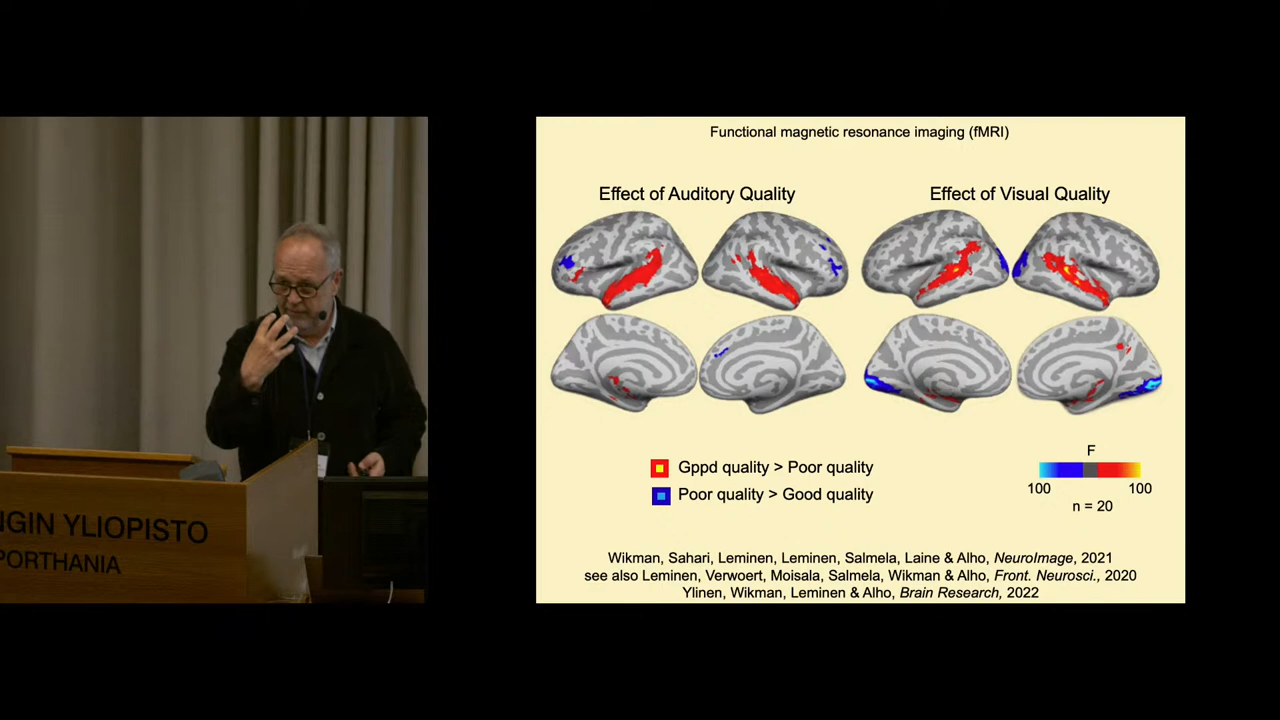 Functional magnetic resonance imaging (fMRI)
Effect of Auditory Quality
Effect of Visual Quality
Gppd quality > Poor quality
Poor quality > Good quality
F
100 100
n = 20
Wikman, Sahari, Leminen, Leminen, Salmela, Laine & Alho, NeuroImage, 2021
see also Leminen, Verwoert, Moisala, Salmela, Wikman & Alho, Front. Neurosci., 2020
Ylinen, Wikman, Leminen & Alho, Brain Research, 2022
NGIN YLIOPISTO
PORTHANIA